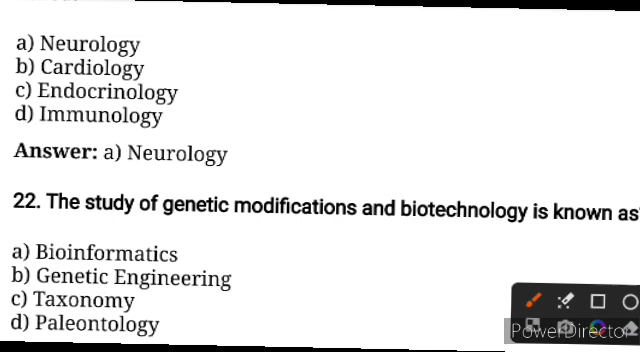 a) Neurology
b) Cardiology
c) Endocrinology
d) Immunology
Answer: a) Neurology
22. The study of genetic modifications and biotechnology is known as
a) Bioinformatics
b) Genetic Engineering
c) Taxonomy
d) Paleontology
PowerDirector